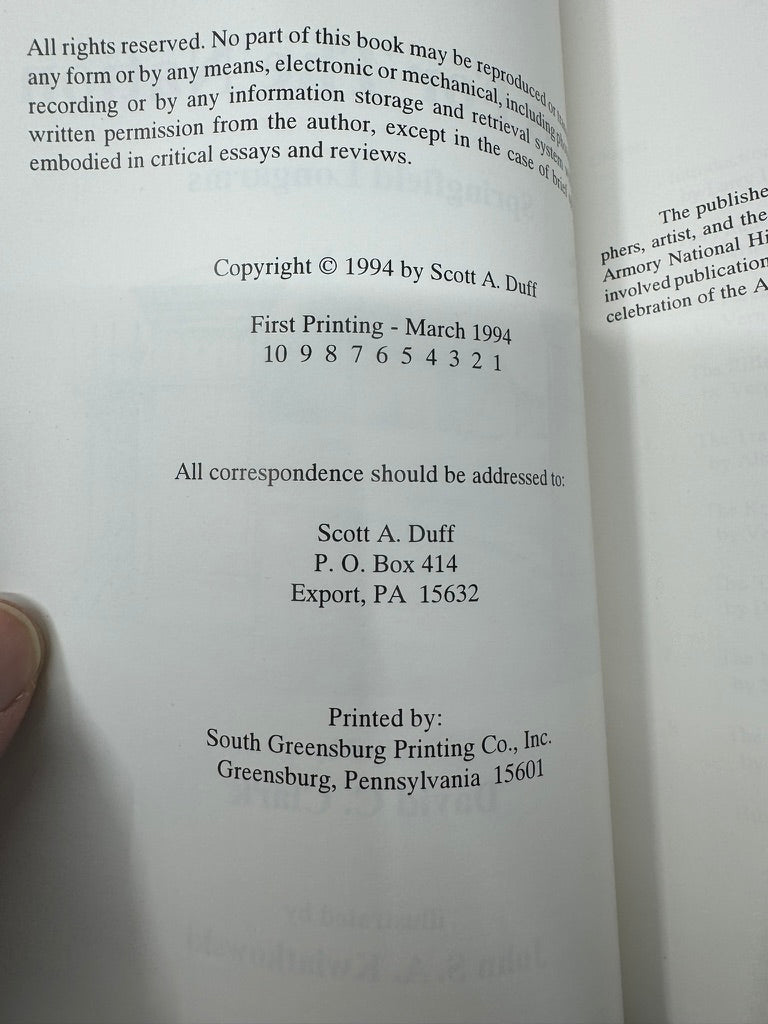 All rights reserved. No part of this book may be reproduced or
any form or by any means, electronic or mechanical, including
recording or by any information storage and retrieval system
written permission from the author, except in the case of brief
embodied in critical essays and reviews.
Copyright © 1994 by Scott A. Duff
First Printing - March 1994
10 9 8 7 6 5 4 3 2 1
All correspondence should be addressed to:
Scott A. Duff
P. O. Box 414
Export, PA 15632
Printed by:
South Greensburg Printing Co., Inc.
Greensburg, Pennsylvania 15601
The publishe
phers, artist, and the
Armory National Hi
involved publication
celebration of the A